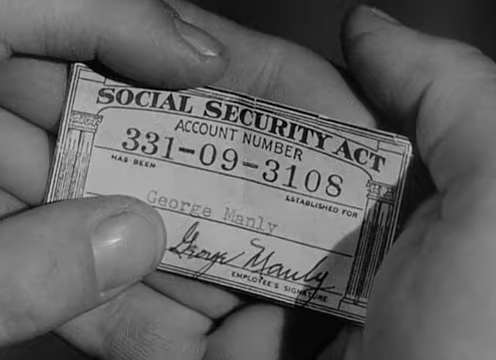 SOCIAL SECURITY ACT
ACCOUNT NUMBER
331-09-3108
HAS BEEN ESTABLISHED FOR
George Manly
George Manly
EMPLOYEE'S SIGNATURE